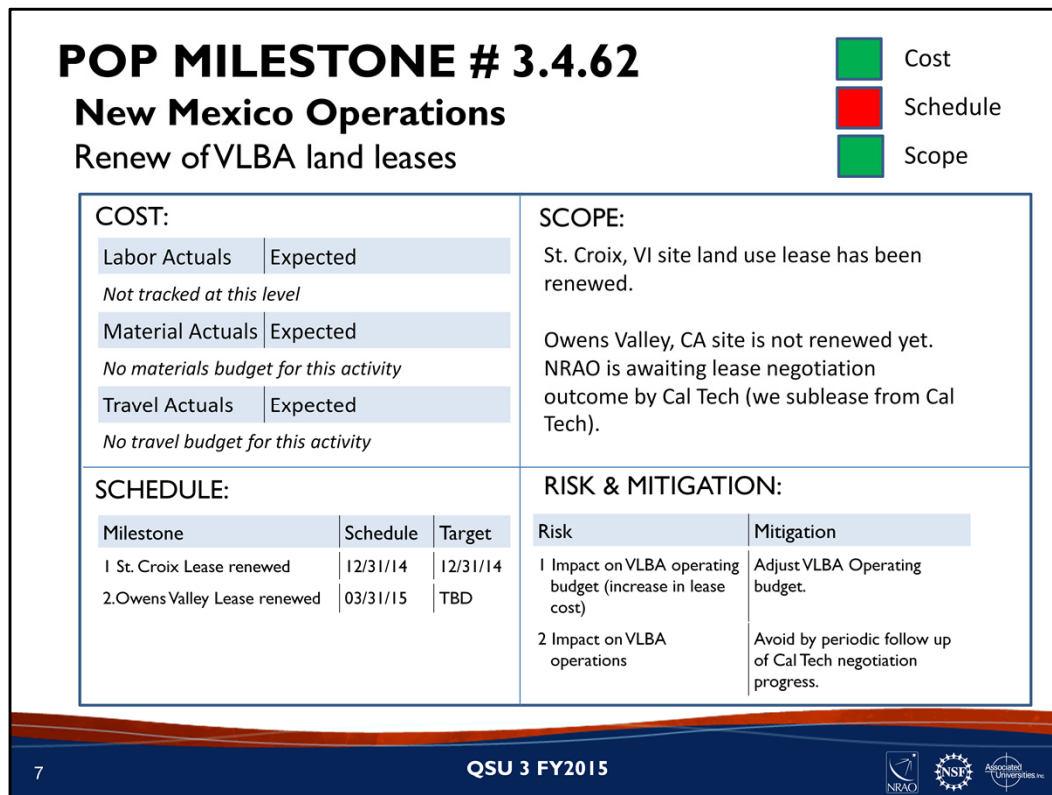 POP MILESTONE # 3.4.62
New Mexico Operations
Renew of VLBA land leases
Cost
Schedule
Scope
COST:
Labor Actuals Expected
Not tracked at this level
Material Actuals Expected
No materials budget for this activity
Travel Actuals Expected
No travel budget for this activity
SCOPE:
St. Croix, VI site land use lease has been
renewed.
Owens Valley, CA site is not renewed yet.
NRAO is awaiting lease negotiation
outcome by Cal Tech (we sublease from Cal
Tech).
SCHEDULE:
Milestone Schedule Target
1 St. Croix Lease renewed 12/31/14 12/31/14
2.Owens Valley Lease renewed 03/31/15 TBD
RISK & MITIGATION:
Risk Mitigation
1 Impact on VLBA operating Adjust VLBA Operating
budget (increase in lease budget.
cost)
2 Impact on VLBA Avoid by periodic follow up
operations of Cal Tech negotiation
progress.
7
QSU 3 FY2015
NRAO
NSF
Associated
Universities, Inc.